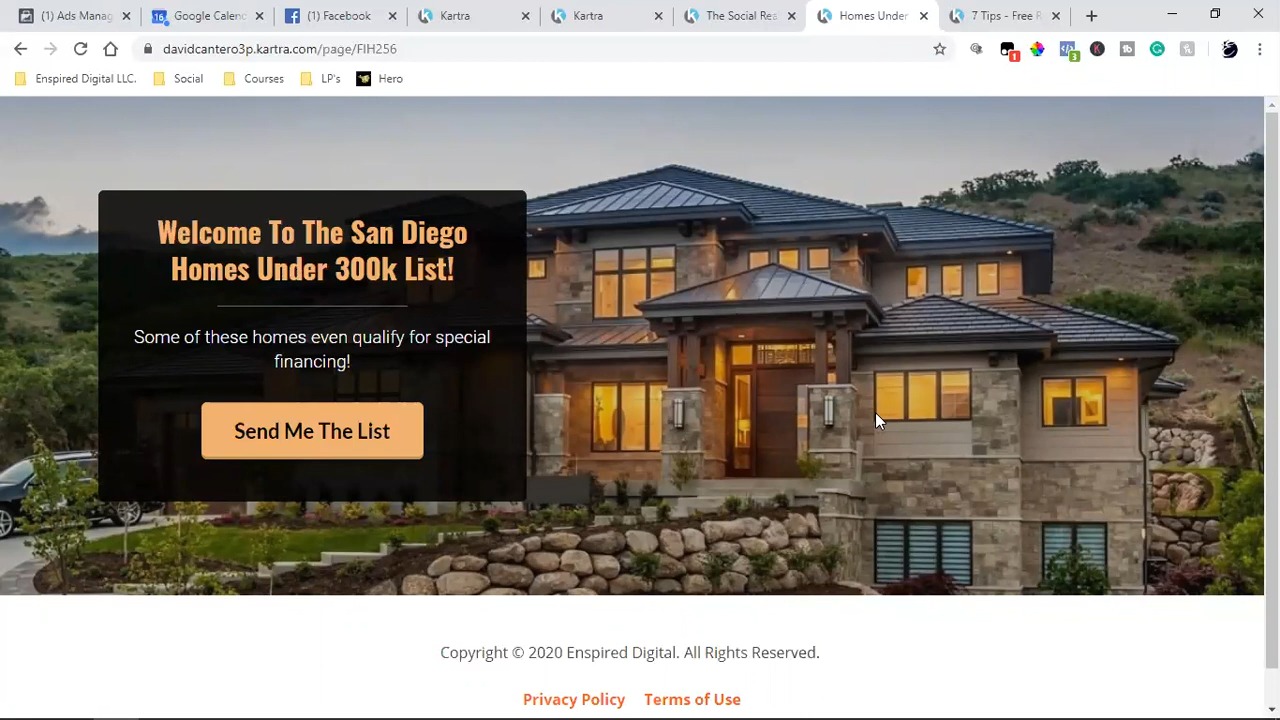 (1) Ads Manag
Google Calend
(1) Facebook
Kartra
Kartra
The Social Rea
Homes Under
7 Tips - Free R
davidcantero3p.kartra.com/page/FIH256
1
3
Enspired Digital LLC.
Social
Courses
LP's
Hero
Welcome To The San Diego
Homes Under 300k List!
Some of these homes even qualify for special
financing!
Send Me The List
Copyright © 2020 Enspired Digital. All Rights Reserved.
Privacy Policy Terms of Use